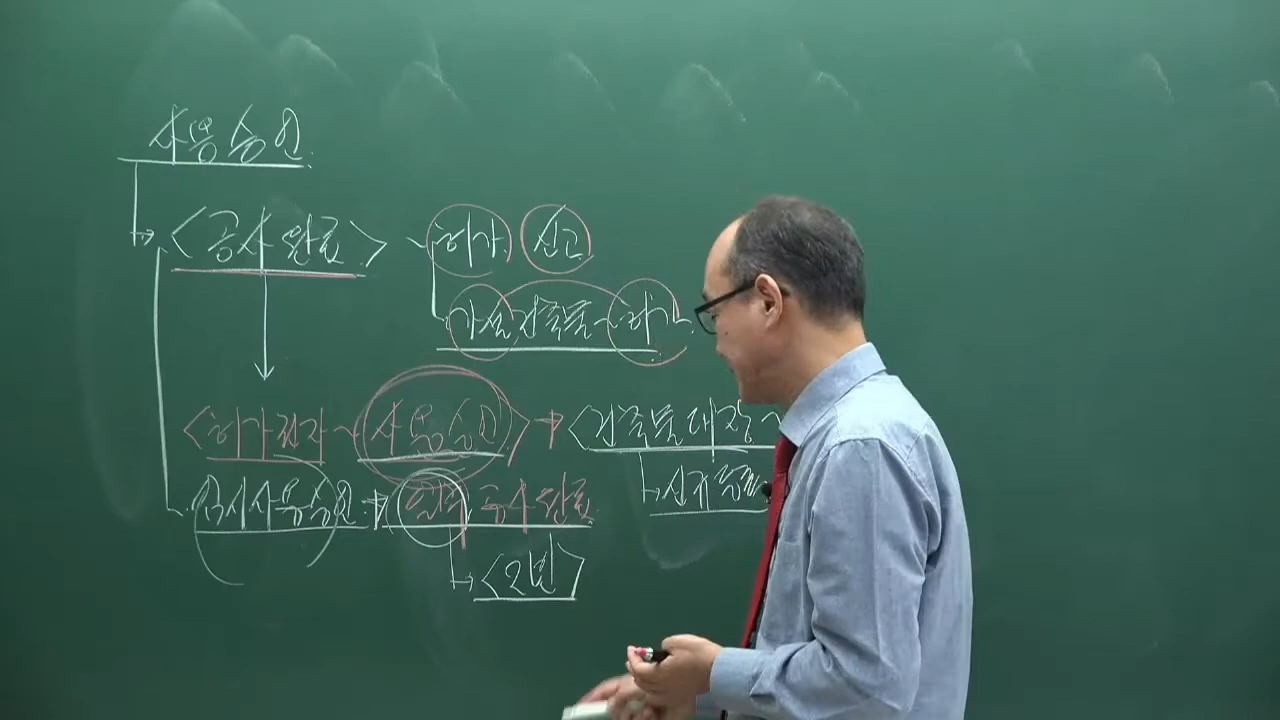 사용승인
<공사완료> ~ 허가, 신고
가설건축물~허가
<허가권자 ~ 사용승인> → <건축물대장
↳ 신규등록
임시사용승인 → 일부공사완료
↳ <2년>